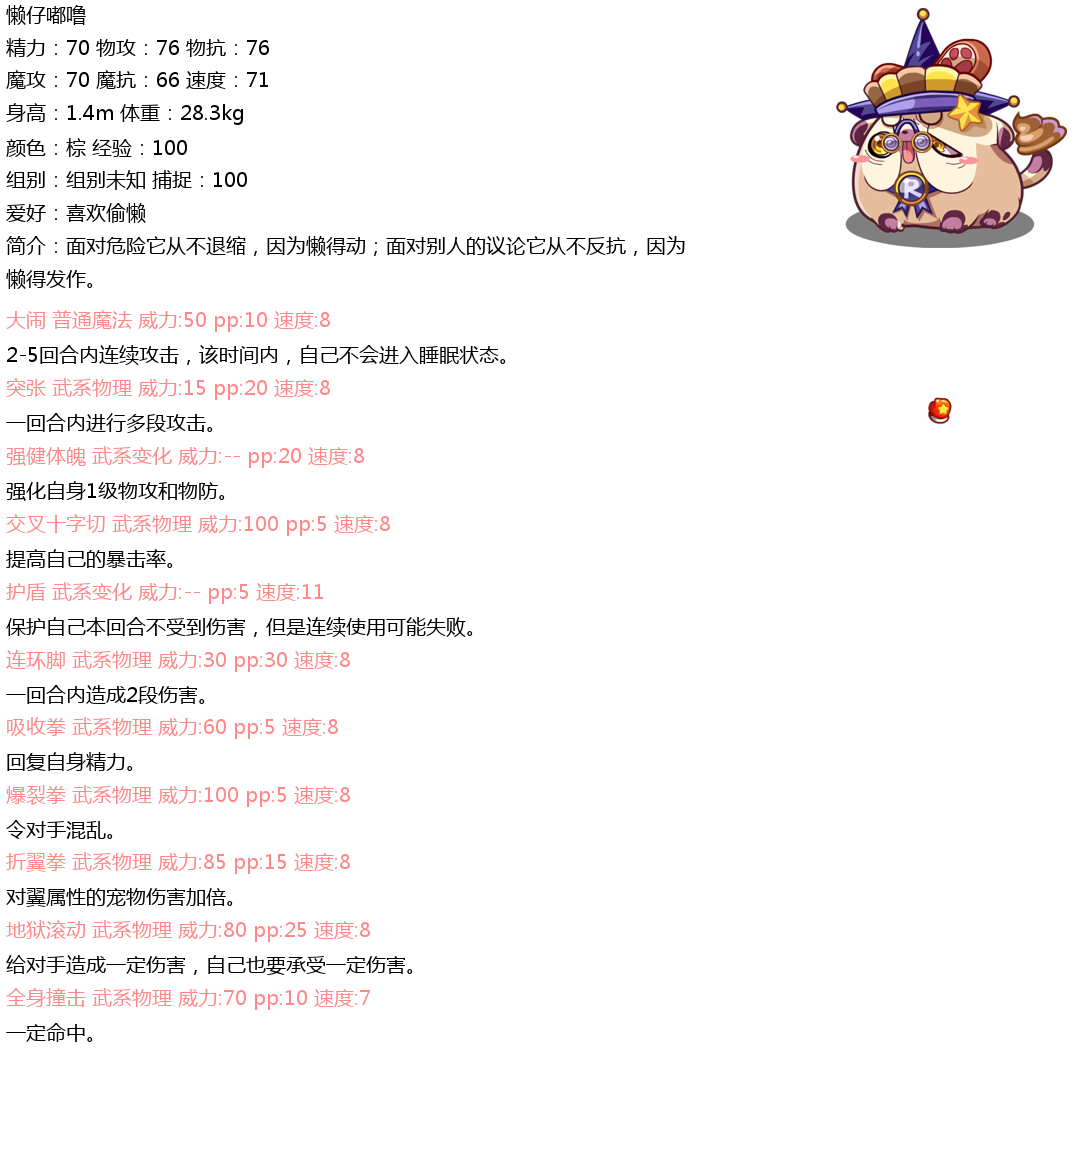 懒仔嘟噜
精力：70 物攻：76 物抗：76
魔攻：70 魔抗：66 速度：71
身高：1.4m 体重：28.3kg
颜色：棕 经验：100
组别：组别未知 捕捉：100
爱好：喜欢偷懒
简介：面对危险它从不退缩，因为懒得动；面对别人的议论它从不反抗，因为
懒得发作。
大闹 普通魔法 威力:50 pp:10 速度:8
2-5回合内连续攻击，该时间内，自己不会进入睡眠状态。
突张 武系物理 威力:15 pp:20 速度:8
一回合内进行多段攻击。
强健体魄 武系变化 威力:-- pp:20 速度:8
强化自身1级物攻和物防。
交叉十字切 武系物理 威力:100 pp:5 速度:8
提高自己的暴击率。
护盾 武系变化 威力:-- pp:5 速度:11
保护自己本回合不受到伤害，但是连续使用可能失败。
连环脚 武系物理 威力:30 pp:30 速度:8
一回合内造成2段伤害。
吸收拳 武系物理 威力:60 pp:5 速度:8
回复自身精力。
爆裂拳 武系物理 威力:100 pp:5 速度:8
令对手混乱。
折翼拳 武系物理 威力:85 pp:15 速度:8
对翼属性的宠物伤害加倍。
地狱滚动 武系物理 威力:80 pp:25 速度:8
给对手造成一定伤害，自己也要承受一定伤害。
全身撞击 武系物理 威力:70 pp:10 速度:7
一定命中。
R